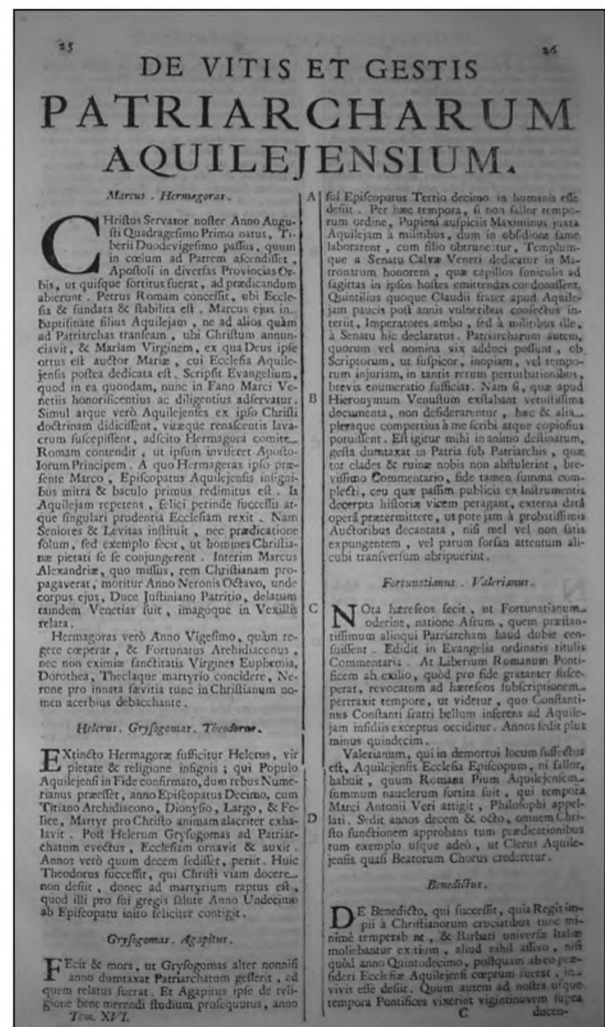 25
26
DE VITIS ET GESTIS
PATRIARCHARUM
AQUILEJENSIUM.
Marcus . Hermagoras .
CHristus Servator noster Anno Augu-
sti Quadragesimo Primo natus, Ti-
berii Duodevigesimo passus, quum
in cœlum ad Patrem ascendisset,
Apostoli in diversas Provincias Or-
bis, ut quisque sortitus fuerat, ad prædicandum
abierunt . Petrus Romam concessit, ubi Eccle-
sia & fundata & stabilita est . Marcus ejus in
baptismate filius Aquilejam , ne ad alios quàm
ad Patriarchas transeam , ubi Christum annun-
ciavit, & Mariam Virginem, ex qua Deus ipse
ortus est auctor Mariæ , cui Ecclesia Aquile-
jensis postea dedicata est . Scripsit Evangelium,
quod in ea quondam, nunc in Fano Marci Ve-
netiis honorificentius ac diligentius adservatur .
Simul atque verò Aquilejenses ex ipso Christi
doctrinam didicissent, vitæque renascentis lava-
crum suscepissent , adscito Hermagora comite
Romam contendit , ut ipsum inviseret Aposto-
lorum Principem . A quo Hermagoras ipso præ-
sente Marco , Episcopatus Aquilejensis insigni-
bus mitra & baculo primus redimitus est . Is
Aquilejam repetens , felici perinde successu at-
que singulari prudentia Ecclesiam rexit . Nam
Seniores & Levitas instituit , nec prædicatione
solum , sed exemplo fecit , ut homines Christia-
næ pietati se se conjungerent . Interim Marcus
Alexandriæ , quo missus , rem Christianam pro-
pagaverat, moritur Anno Neronis Octavo, unde
corpus ejus , Duce Justiniano Patritio, delatum
tandem Venetias fuit , imagoque in Vexillis
relata .
Hermagoras verò Anno Vigesimo , quàm re-
gere cœperat , & Fortunatus Archidiaconus ,
nec non eximiæ sanctitatis Virgines Euphemia,
Dorothea, Theclaque martyrio concidere , Ne-
rone pro innata sævitia tunc in Christianum no-
men acerbius debacchante .
Helerus . Grysogomas . Theodorus .
EXtincto Hermagoræ sufficitur Helerus , vir
pietate & religione insignis ; qui Populo
Aquilejensi in Fide confirmato, dum rebus Nume-
rianus præesset , anno Episcopatus Decimo, cum
Titiano Archidiacono , Dionysio , Largo , & Fe-
lice, Martyr pro Christo animam alacriter exha-
lavit . Post Helerum Grysogomas ad Patriar-
chatum evectus , Ecclesiam ornavit & auxit .
Annos verò quum decem sedisset, periit . Huic
Theodorus successit, qui Christi viam docere
non desiit , donec ad martyrium raptus est ,
quod illi pro sui gregis salute Anno Undecimo
ab Episcopatu inito feliciter contigit .
Grysogomas . Agapitus .
FEcit & mora, ut Grysogomas alter nonnisi
anno dumtaxat Patriarchatum gesserit , ad
quem relatus fuerat . Et Agapitus ipse de reli-
gione bene merendi studium prosequutus , anno
Tom. XVI.
A
B
C
D
sui Episcopatus Tertio decimo in humanis esse
desiit . Per hæc tempora, si non fallor tempo-
rum ordine, Pupieni auspiciis Maximinus juxta
Aquilejam à militibus , dum in obsidione fame
laborarent , cum filio obtruncatur , Templum-
que a Senatu Calvæ Veneri dedicatur in Ma-
tronarum honorem , quæ capillos funiculis ad
sagittas in ipsos hostes emittendas condonassent.
Quintilius quoque Claudii frater apud Aquile-
jam paucis post annis vulneribus confectus in-
teriit, Imperatores ambo , sed à militibus ille ,
à Senatu hic declaratus . Patriarcharum autem ,
quorum vel nomina vix adduci possunt , ob
Scriptorum , ut suspicor , inopiam , vel tempo-
rum injuriam, in tantis rerum perturbationibus,
brevis enumeratio sufficiat . Nam si, quæ apud
Hieronymum Venustum exstabant vetustissima
documenta , non desiderarentur , hæc & alia
pleraque compertius à me scribi atque copiosius
potuissent . Est igitur mihi in animo destinatum,
gesta dumtaxat in Patria sub Patriarchis , quæ
tot clades & ruinæ nobis non abstulerint , bre-
vissimo Commentario , fide tamen summa com-
plecti, ceu quæ passim publicis ex Instrumentis
decerpta historiæ vicem peragant, externa datâ
operâ prætermittere , ut pote jam à probatissimis
Auctoribus decantata , nisi mel vel non satis
expungentem , vel parum forsan attentum ali-
cubi transversum abripuerint .
Fortunatianus . Valerianus .
NOta hæreseos fecit , ut Fortunatianum
oderint, natione Afrum , quem præstan-
tissimum alioqui Patriarcham haud dubie cen-
suissent . Edidit in Evangelia ordinatis titulis
Commentaria . At Liberium Romanum Ponti-
ficem ab exilio, quòd pro fide gratanter susce-
perat, revocatum ad hæreseos subscriptionem
pertraxit tempore, ut videtur , quo Constanti-
nus Constanti fratri bellum inferens ad Aquile-
jam insidiis exceptus occiditur . Annos sedit plus
minus quindecim .
Valerianum, qui in demortui locum suffectus
est, Aquilejensis Ecclesia Episcopum, ni fallor,
habuit , quum Romana Pium Aquilejensem
summum nauclerum sortita fuit , qui tempora
Marci Antonii Veri attigit , Philosophi appel-
lati . Sedit annos decem & octo, omnem Chri-
sto functionem approbans tum prædicationibus
tum exemplo usque adeo , ut Clerus Aquile-
jensis quasi Beatorum Chorus crederetur .
Benedictus .
DE Benedicto, qui successit, quia Regis im-
pii à Christianorum cruciatibus tunc mi-
nimè temperabant , & Barbari universæ Italiæ
moliebantur exitium , aliud nihil assero , nisi
quòd anno Quintodecimo, postquam ab eo præ-
sideri Ecclesiæ Aquilejensi cœptum fuerat , in
vivis esse desiit . Quum autem ad nostra usque
tempora Pontifices vixerint vigintinovem supra
C
ducen-